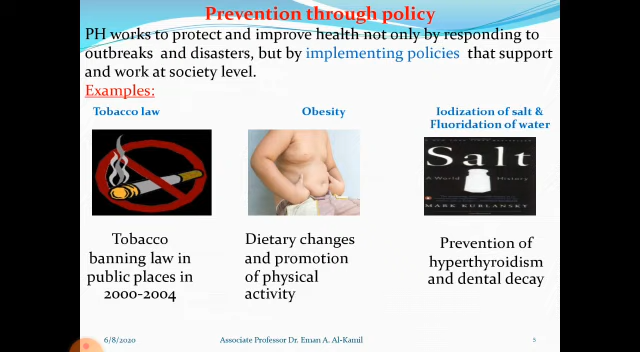 Prevention through policy
PH works to protect and improve health not only by responding to
outbreaks and disasters, but by implementing policies that support
and work at society level.
Examples:
Tobacco law
Obesity
Iodization of salt &
Fluoridation of water
Salt
A World History
MARK KURLANSKY
Tobacco
banning law in
public places in
2000-2004
Dietary changes
and promotion
of physical
activity
Prevention of
hyperthyroidism
and dental decay
6/8/2020
Associate Professor Dr. Eman A. Al-Kamil
5